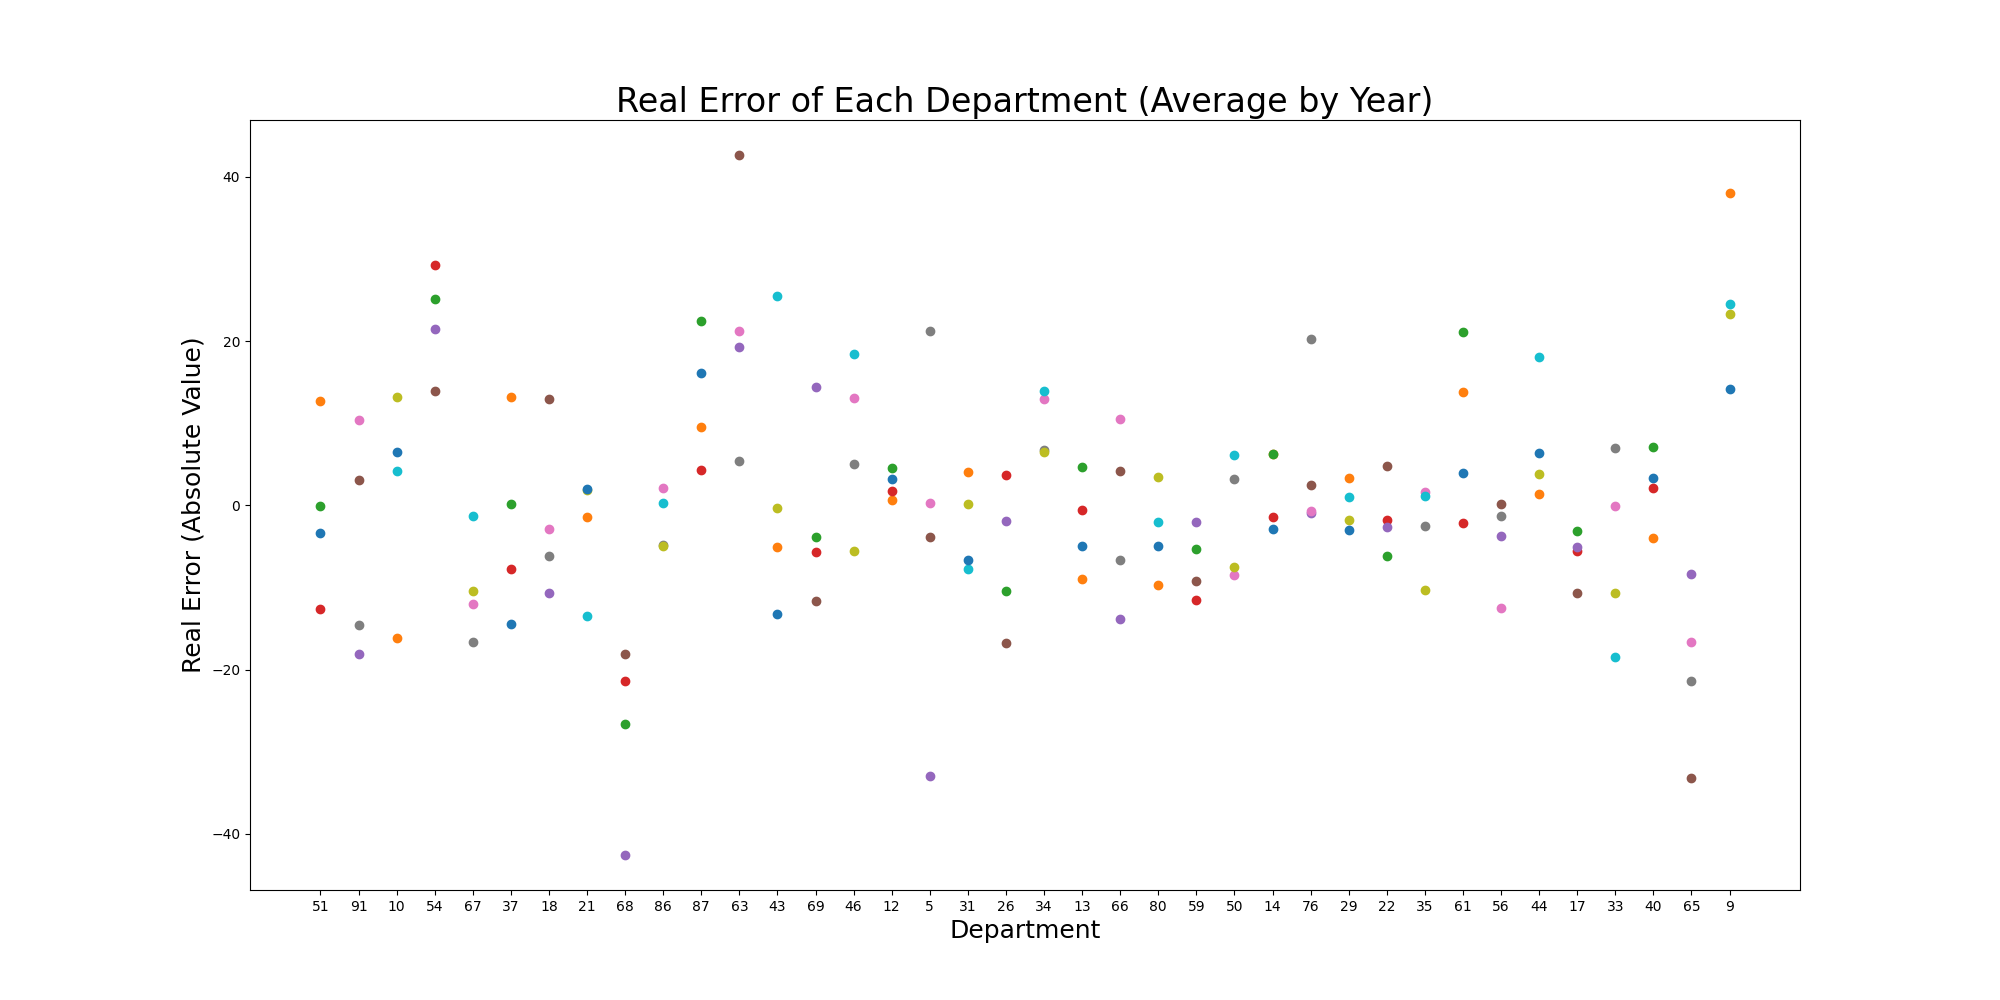 Real Error of Each Department (Average by Year)
Real Error (Absolute Value)
40
20
0
−20
−40
51 91 10 54 67 37 18 21 68 86 87 63 43 69 46 12 5 31 26 34 13 66 80 59 50 14 76 29 22 35 61 56 44 17 33 40 65 9
Department